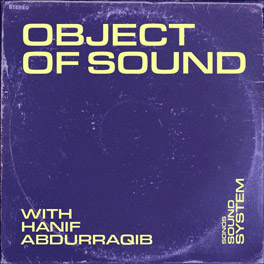 STEREO
OBJECT
OF SOUND
WITH
HANIF
ABDURRAQIB
SONOS
SOUND
SYSTEM